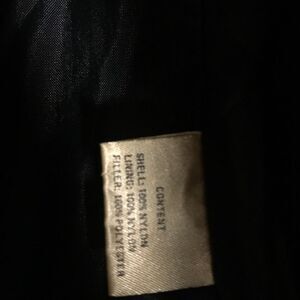 CONTENT
SHELL: 100% NYLON
LINING: 100% NYLON
FILLER: 100% POLYESTER